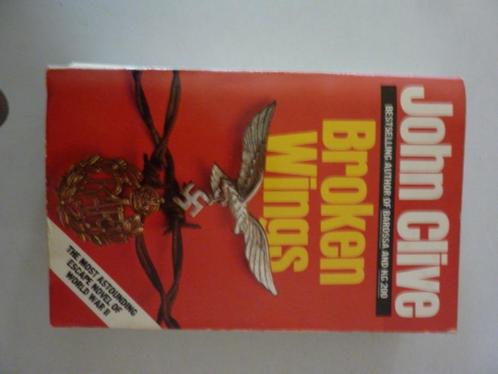 John Clive
BESTSELLING AUTHOR OF BAROSSA AND KG 200
Broken
Wings
THE MOST ASTOUNDING
ESCAPE NOVEL OF
WORLD WAR II